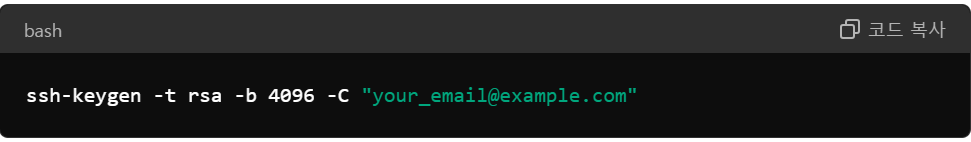 bash 코드 복사
ssh-keygen -t rsa -b 4096 -C "your_email@example.com"